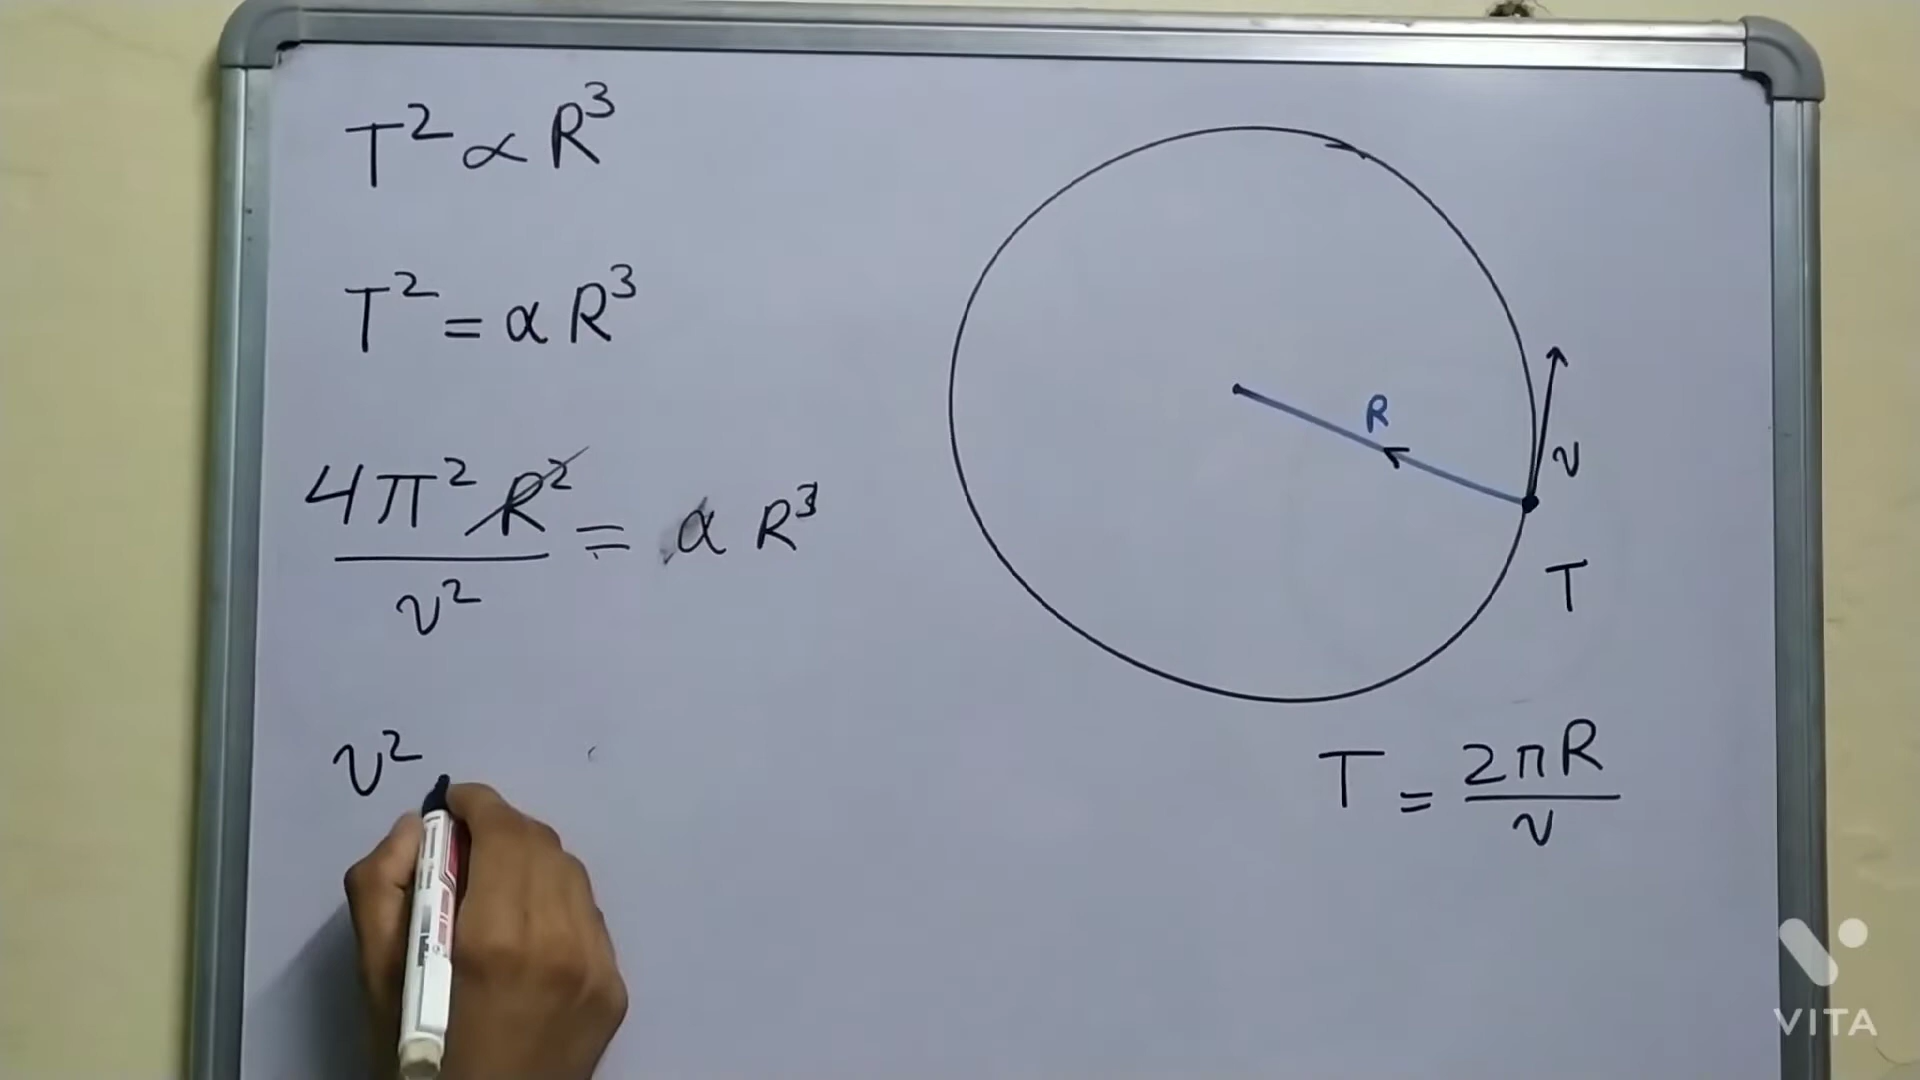 T² ∝ R³
T² = α R³
4π² R² / v² = α R³
v²
R
v
T
T = 2πR / v
VITA